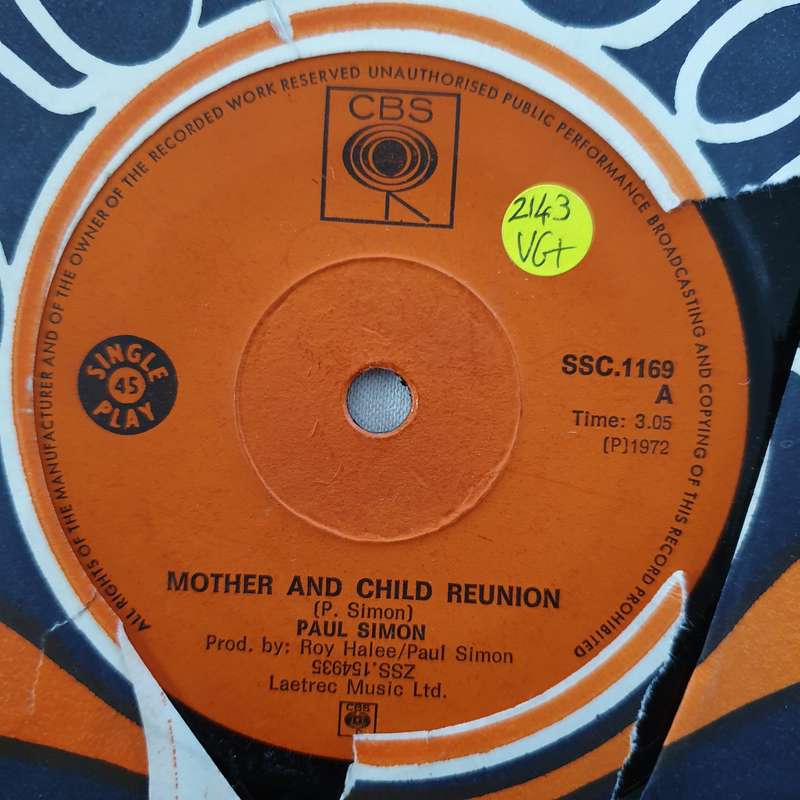 ALL RIGHTS OF THE MANUFACTURER AND OF THE OWNER OF THE RECORDED WORK RESERVED UNAUTHORISED PUBLIC PERFORMANCE BROADCASTING AND COPYING OF THIS RECORD PROHIBITED
CBS
2143
VG+
SINGLE
45
PLAY
SSC.1169
A
Time: 3.05
(P)1972
MOTHER AND CHILD REUNION
(P. Simon)
PAUL SIMON
Prod. by: Roy Halee/Paul Simon
ZSS.154935
Laetrec Music Ltd.
CBS